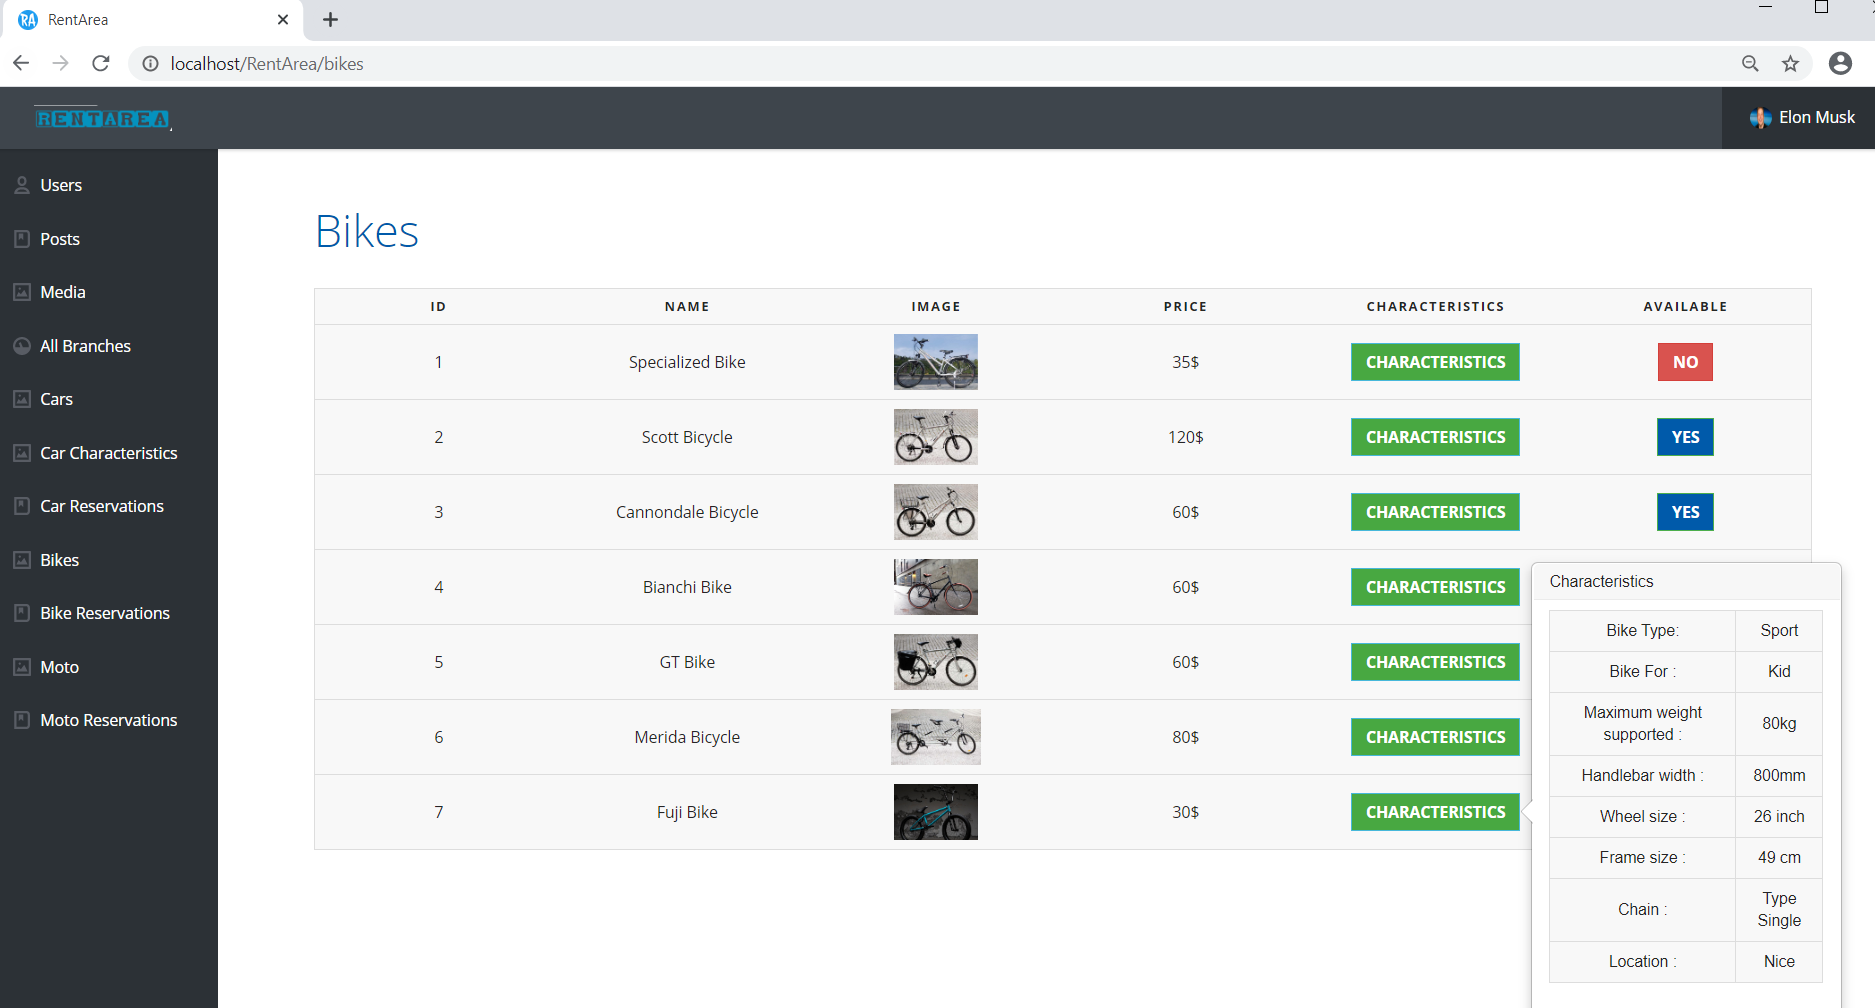 RA RentArea
localhost/RentArea/bikes
RENTAREA
Elon Musk
Users
Posts
Media
All Branches
Cars
Car Characteristics
Car Reservations
Bikes
Bike Reservations
Moto
Moto Reservations
Bikes
ID NAME IMAGE PRICE CHARACTERISTICS AVAILABLE
1 Specialized Bike 35$ CHARACTERISTICS NO
2 Scott Bicycle 120$ CHARACTERISTICS YES
3 Cannondale Bicycle 60$ CHARACTERISTICS YES
4 Bianchi Bike 60$ CHARACTERISTICS
5 GT Bike 60$ CHARACTERISTICS
6 Merida Bicycle 80$ CHARACTERISTICS
7 Fuji Bike 30$ CHARACTERISTICS
Characteristics
Bike Type: Sport
Bike For : Kid
Maximum weight
supported : 80kg
Handlebar width : 800mm
Wheel size : 26 inch
Frame size : 49 cm
Chain : Type
Single
Location : Nice